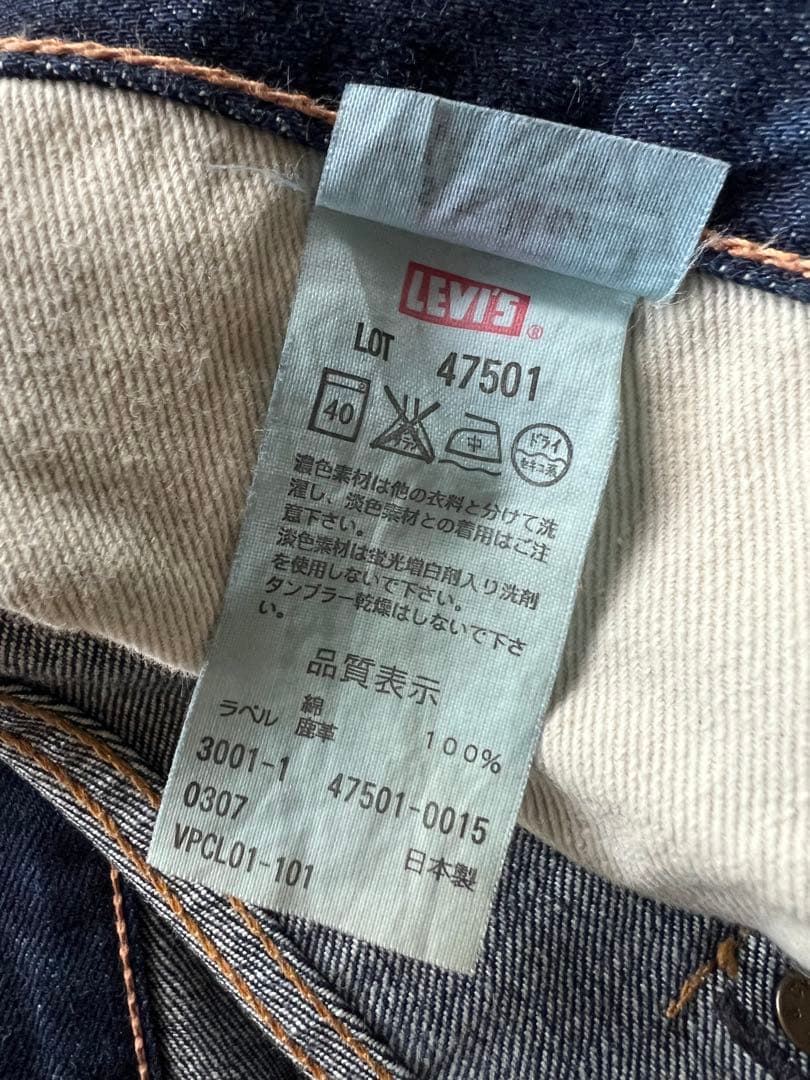 LEVI'S®
LOT 47501
40 中 ドライ
セキユ系
濃色素材は他の衣料と分けて洗
濯し、淡色素材との着用はご注
意下さい。
淡色素材は蛍光増白剤入り洗剤
を使用しないで下さい。
タンブラー乾燥はしないで下さ
い。
品質表示
綿 100%
ラベル 鹿革
3001-1 47501-0015
0307
VPCL01-101 日本製